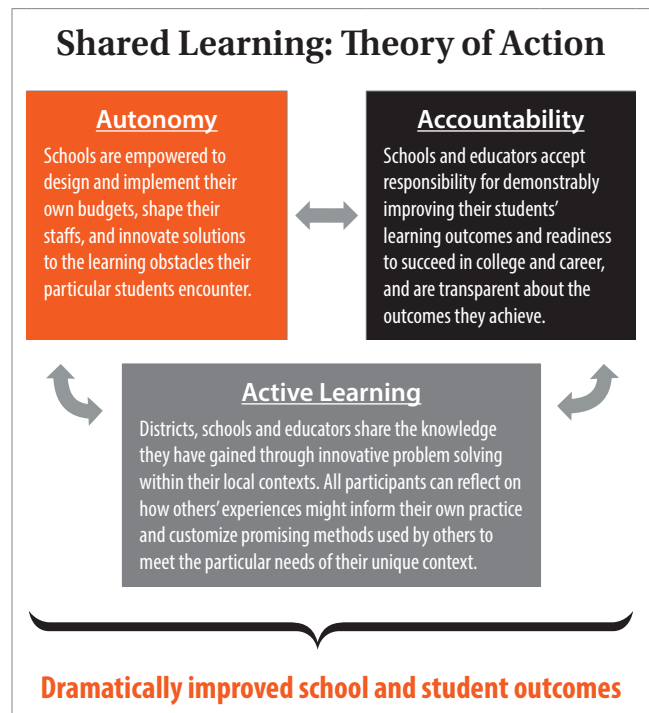 Shared Learning: Theory of Action
Autonomy
Schools are empowered to
design and implement their
own budgets, shape their
staffs, and innovate solutions
to the learning obstacles their
particular students encounter.
Accountability
Schools and educators accept
responsibility for demonstrably
improving their students’
learning outcomes and readiness
to succeed in college and career,
and are transparent about the
outcomes they achieve.
Active Learning
Districts, schools and educators share the knowledge
they have gained through innovative problem solving
within their local contexts. All participants can reflect on
how others’ experiences might inform their own practice
and customize promising methods used by others to
meet the particular needs of their unique context.
Dramatically improved school and student outcomes